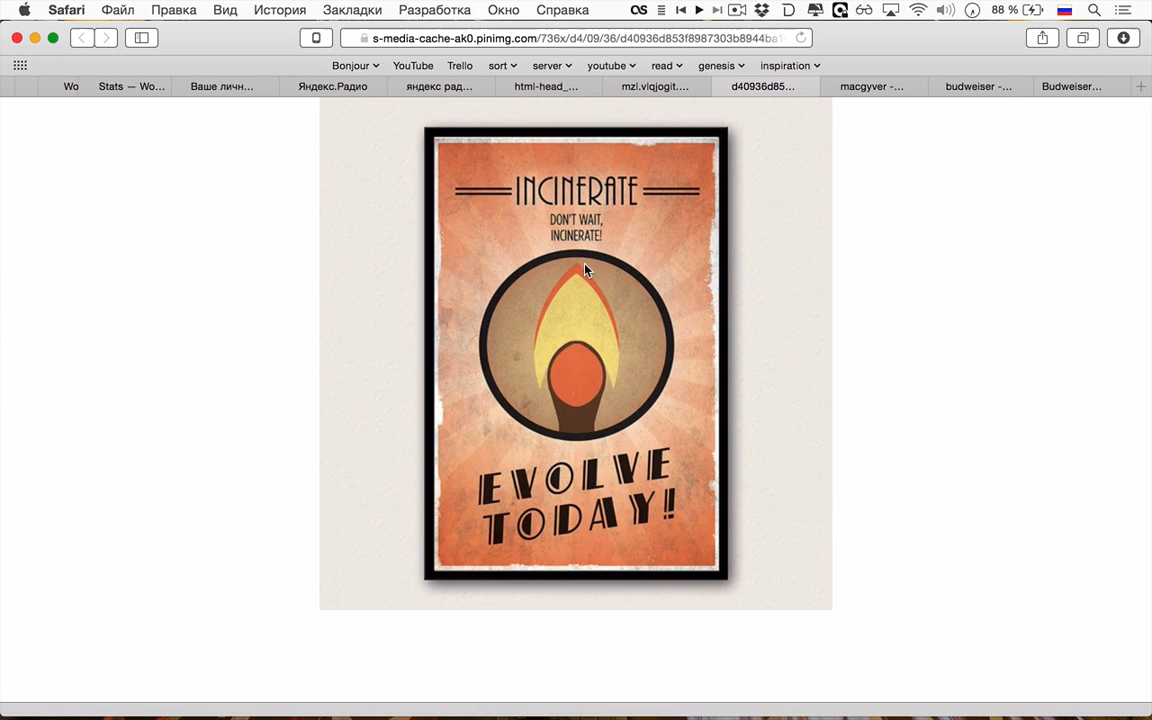 Safari Файл Правка Вид История Закладки Разработка Окно Справка 88 %
s-media-cache-ak0.pinimg.com/736x/d4/09/36/d40936d853f8987303b8944ba1
Bonjour YouTube Trello sort server youtube read genesis inspiration
Wo Stats — Wo... Ваше личн... Яндекс.Радио яндекс рад... html-head_... mzl.vlqjogit.... d40936d85... macgyver -... budweiser -... Budweiser...
INCINERATE
DON'T WAIT,
INCINERATE!
EVOLVE
TODAY!